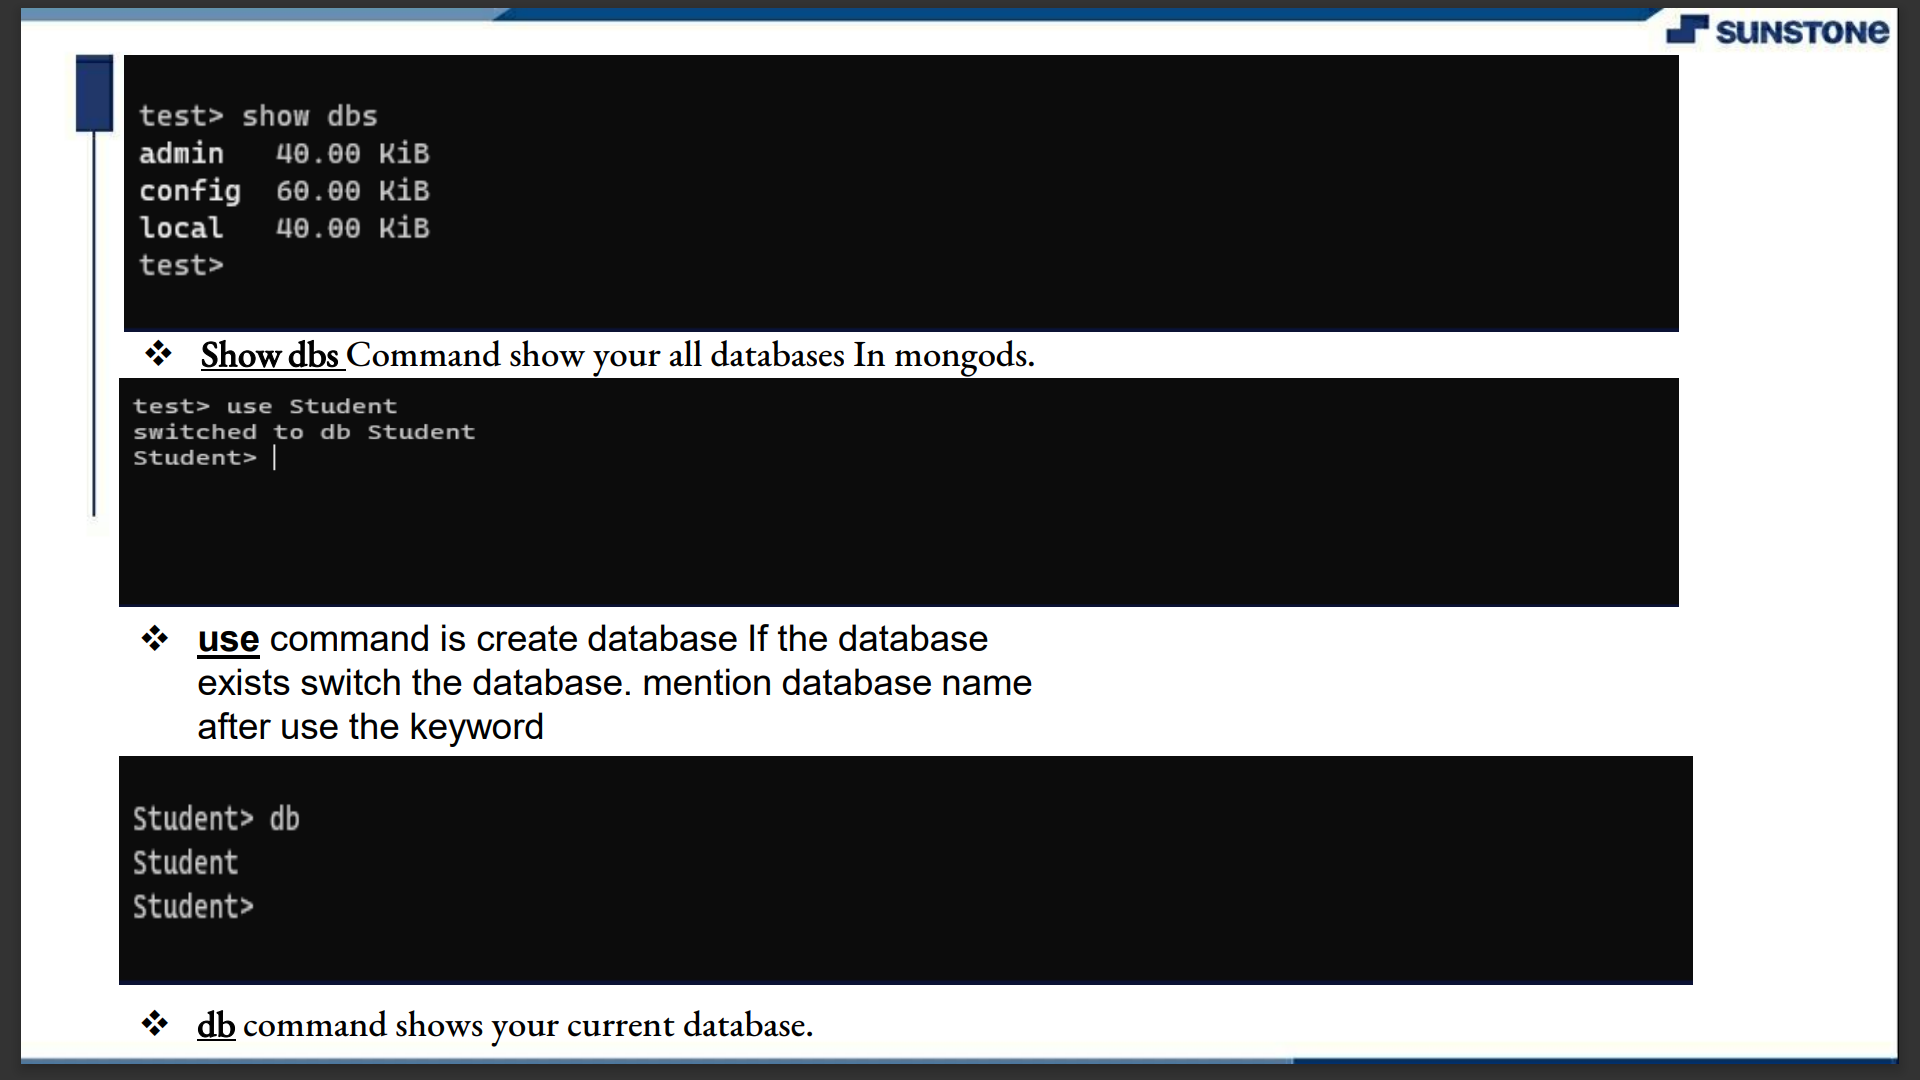 SUNSTONE
test> show dbs
admin   40.00 KiB
config  60.00 KiB
local   40.00 KiB
test>
❖ Show dbs Command show your all databases In mongods.
test> use Student
switched to db Student
Student>
❖ use command is create database If the database
exists switch the database. mention database name
after use the keyword
Student> db
Student
Student>
❖ db command shows your current database.